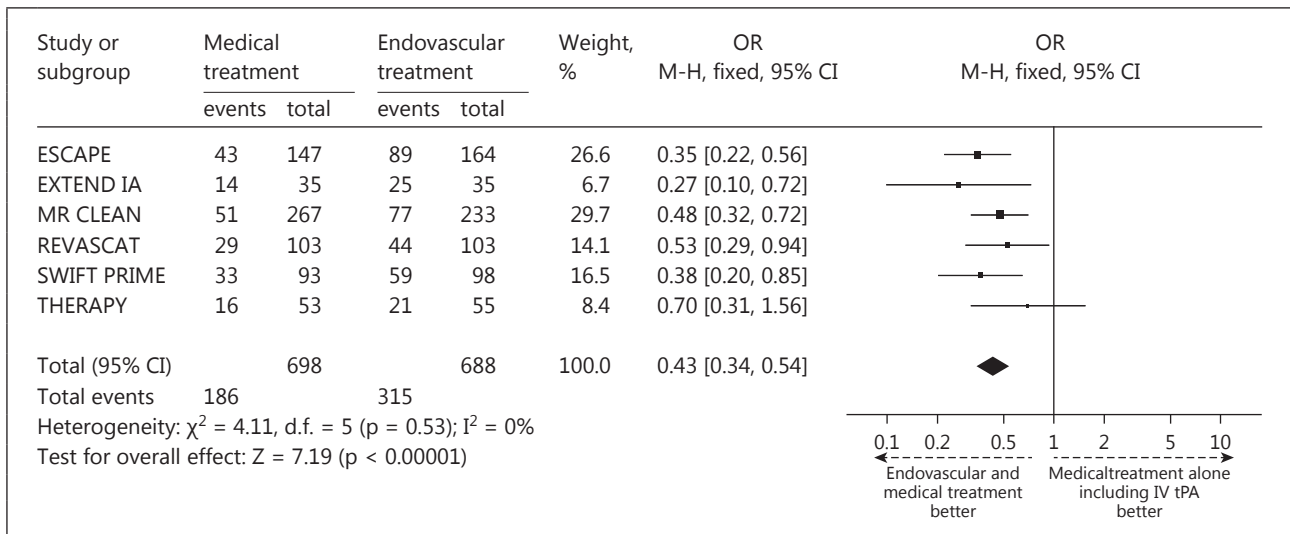 Study or subgroup Medical treatment Endovascular treatment Weight, % OR M-H, fixed, 95% CI OR M-H, fixed, 95% CI
events total events total
ESCAPE 43 147 89 164 26.6 0.35 [0.22, 0.56]
EXTEND IA 14 35 25 35 6.7 0.27 [0.10, 0.72]
MR CLEAN 51 267 77 233 29.7 0.48 [0.32, 0.72]
REVASCAT 29 103 44 103 14.1 0.53 [0.29, 0.94]
SWIFT PRIME 33 93 59 98 16.5 0.38 [0.20, 0.85]
THERAPY 16 53 21 55 8.4 0.70 [0.31, 1.56]
Total (95% CI) 698 688 100.0 0.43 [0.34, 0.54]
Total events 186 315
Heterogeneity: χ² = 4.11, d.f. = 5 (p = 0.53); I² = 0%
Test for overall effect: Z = 7.19 (p < 0.00001)
0.1 0.2 0.5 1 2 5 10
Endovascular and
medical treatment
better
Medicaltreatment alone
including IV tPA
better